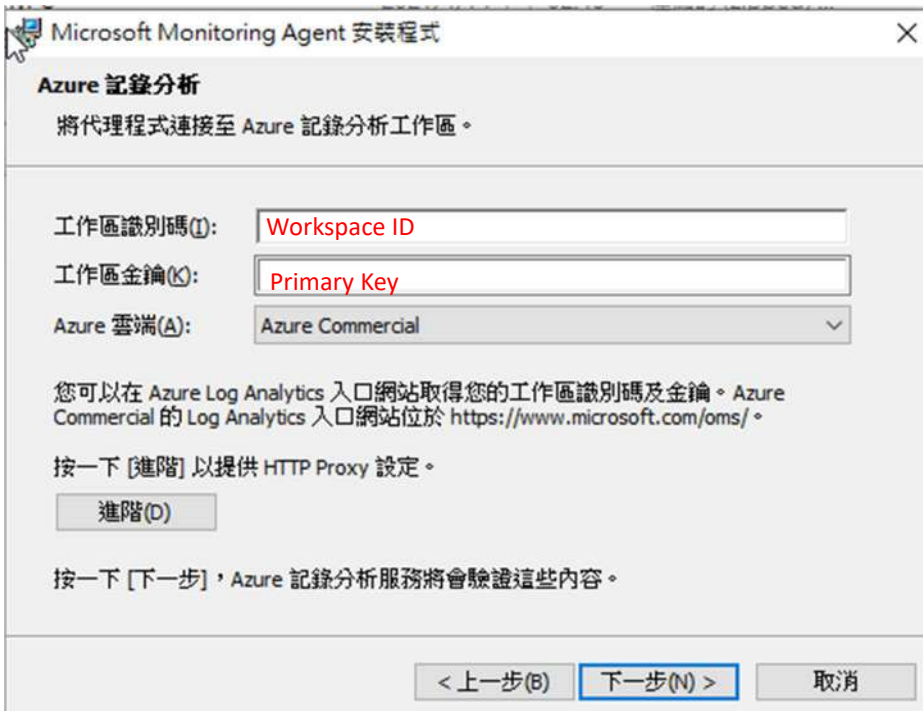 Microsoft Monitoring Agent 安裝程式
Azure 記錄分析
將代理程式連接至 Azure 記錄分析工作區。
工作區識別碼(I): Workspace ID
工作區金鑰(K): Primary Key
Azure 雲端(A): Azure Commercial
您可以在 Azure Log Analytics 入口網站取得您的工作區識別碼及金鑰。Azure
Commercial 的 Log Analytics 入口網站位於 https://www.microsoft.com/oms/。
按一下 [進階] 以提供 HTTP Proxy 設定。
進階(D)
按一下 [下一步]，Azure 記錄分析服務將會驗證這些內容。
< 上一步(B) 下一步(N) > 取消